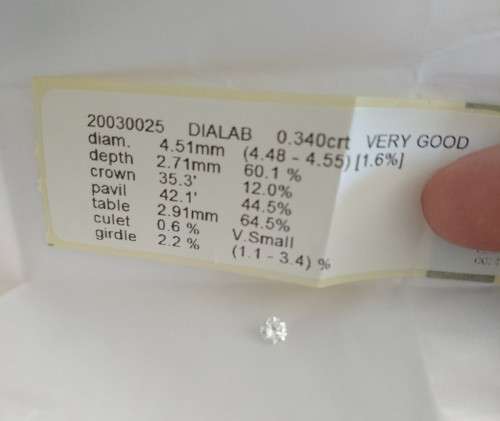 20030025 DIALAB 0.340crt VERY GOOD
diam. 4.51mm (4.48 - 4.55) [1.6%]
depth 2.71mm 60.1 %
crown 35.3' 12.0%
pavil 42.1' 44.5%
table 2.91mm 64.5%
culet 0.6 % V.Small
girdle 2.2 % (1.1 - 3.4) %